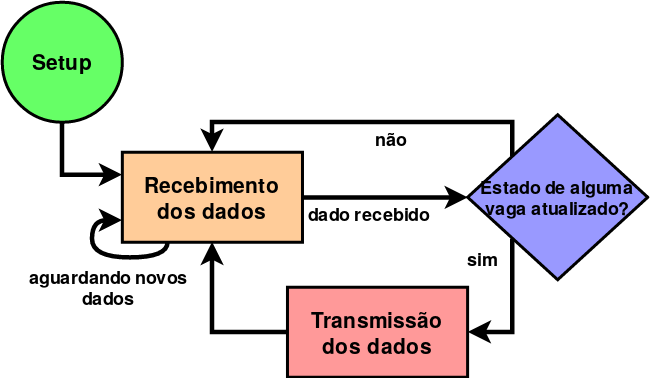 Setup
não
Recebimento
dos dados
dado recebido
Estado de alguma
vaga atualizado?
aguardando novos
dados
sim
Transmissão
dos dados